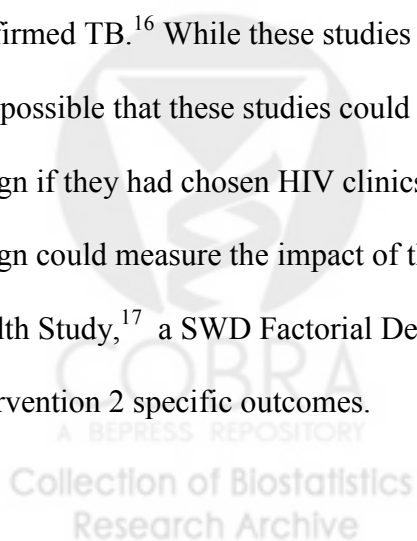 firmed TB.16 While these studies
possible that these studies could
gn if they had chosen HIV clinics
gn could measure the impact of t
lth Study,17 a SWD Factorial De
rvention 2 specific outcomes.
COBRA
A BEPRESS REPOSITORY
Collection of Biostatistics
Research Archive